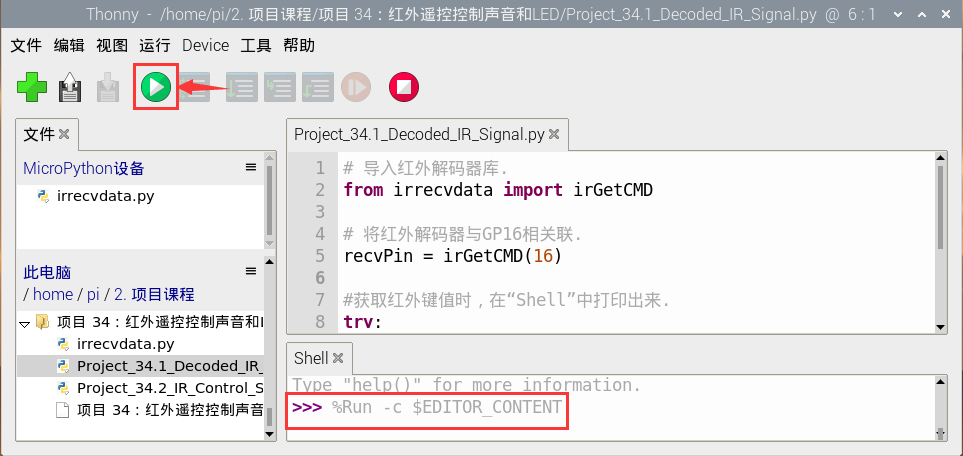 Thonny - /home/pi/2. 项目课程/项目 34：红外遥控控制声音和LED/Project_34.1_Decoded_IR_Signal.py @ 6 : 1
文件 编辑 视图 运行 Device 工具 帮助
文件
MicroPython设备
irrecvdata.py
此电脑
/ home / pi / 2. 项目课程
项目 34：红外遥控控制声音和L
irrecvdata.py
Project_34.1_Decoded_IR_
Project_34.2_IR_Control_S
项目 34：红外遥控控制声音
Project_34.1_Decoded_IR_Signal.py
1 # 导入红外解码器库.
2 from irrecvdata import irGetCMD
3
4 # 将红外解码器与GP16相关联.
5 recvPin = irGetCMD(16)
6
7 #获取红外键值时，在“Shell”中打印出来.
8 try:
Shell
Type "help()" for more information.
>>> %Run -c $EDITOR_CONTENT